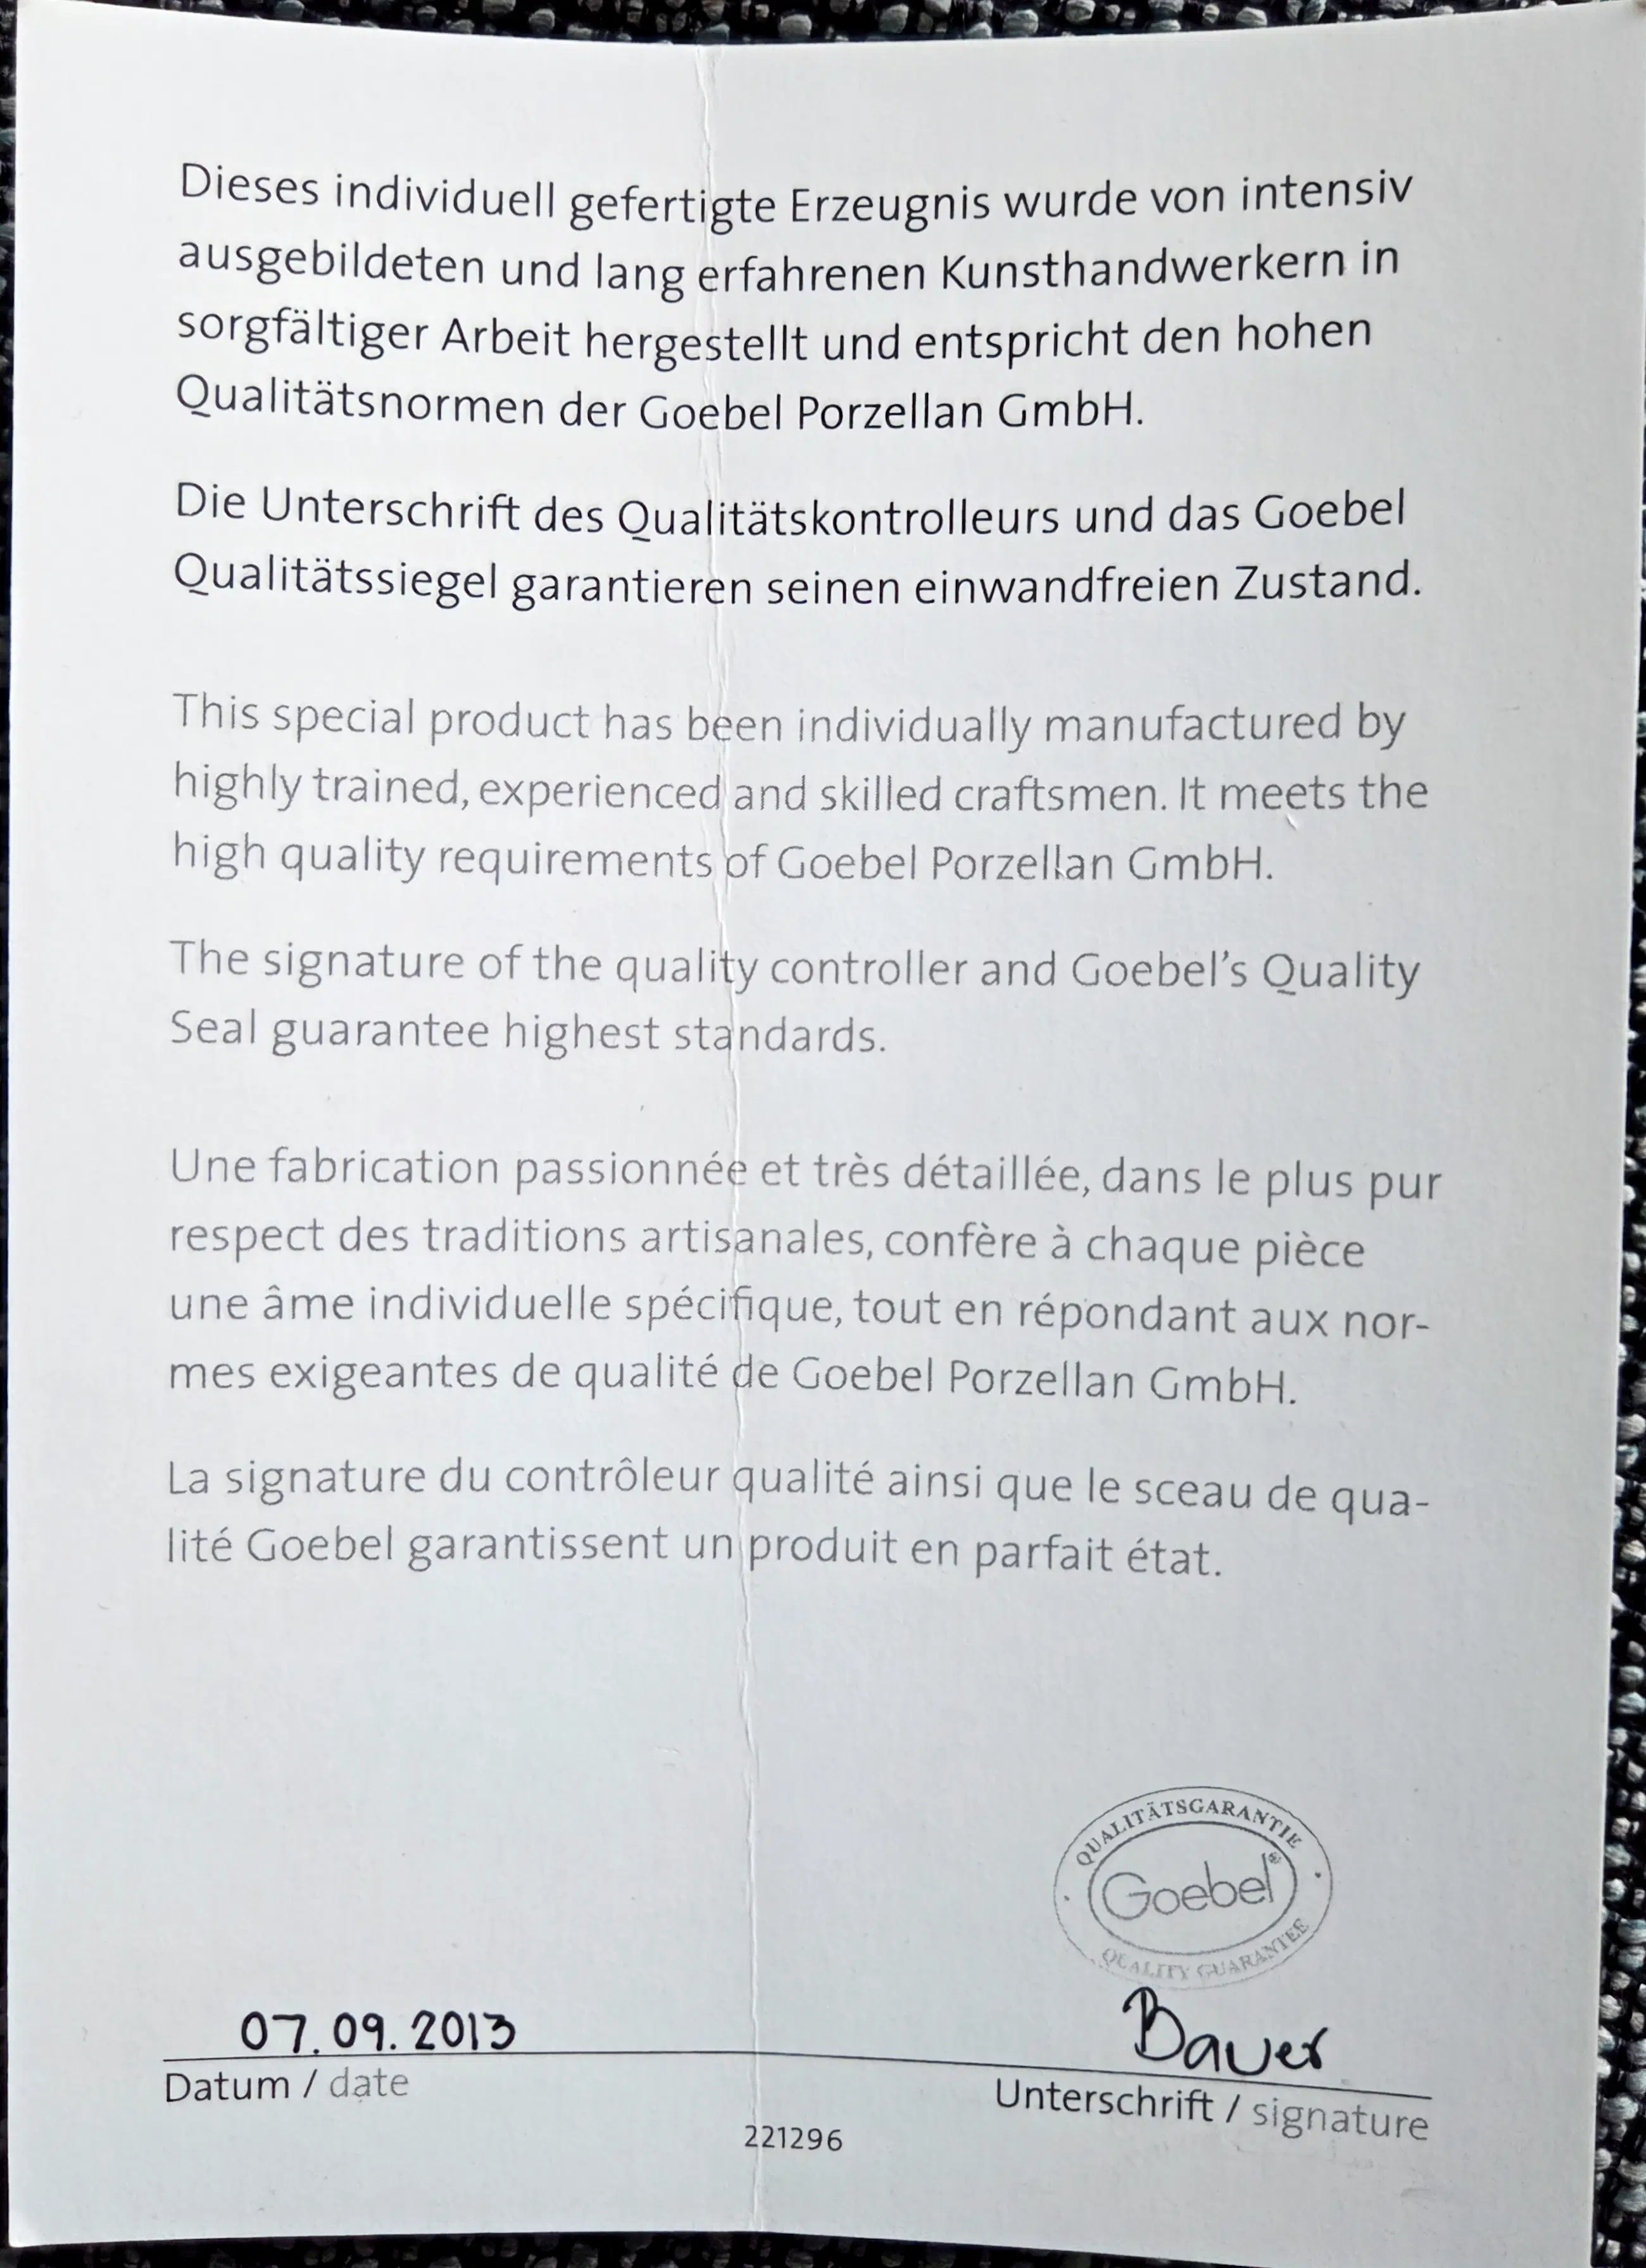 Dieses individuell gefertigte Erzeugnis wurde von intensiv
ausgebildeten und lang erfahrenen Kunsthandwerkern in
sorgfältiger Arbeit hergestellt und entspricht den hohen
Qualitätsnormen der Goebel Porzellan GmbH.
Die Unterschrift des Qualitätskontrolleurs und das Goebel
Qualitätssiegel garantieren seinen einwandfreien Zustand.
This special product has been individually manufactured by
highly trained, experienced and skilled craftsmen. It meets the
high quality requirements of Goebel Porzellan GmbH.
The signature of the quality controller and Goebel's Quality
Seal guarantee highest standards.
Une fabrication passionnée et très détaillée, dans le plus pur
respect des traditions artisanales, confère à chaque pièce
une âme individuelle spécifique, tout en répondant aux nor-
mes exigeantes de qualité de Goebel Porzellan GmbH.
La signature du contrôleur qualité ainsi que le sceau de qua-
lité Goebel garantissent un produit en parfait état.
QUALITÄTSGARANTIE
Goebel®
QUALITY GUARANTEE
07.09.2013
Bauer
Datum / date
Unterschrift / signature
221296